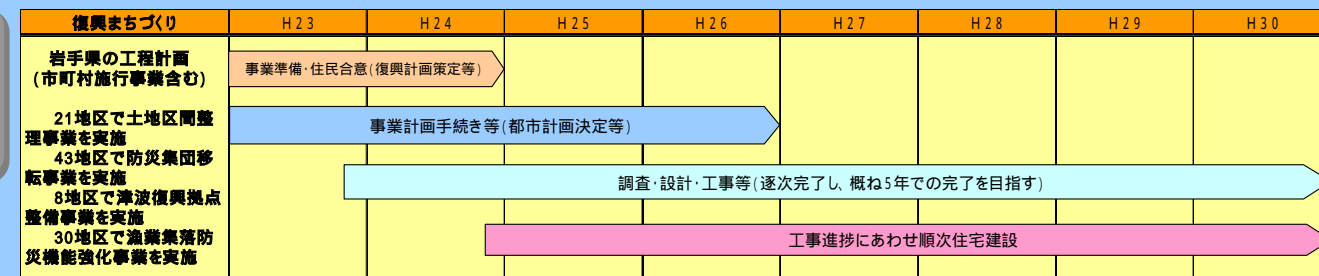 復興まちづくり H23 H24 H25 H26 H27 H28 H29 H30
岩手県の工程計画
(市町村施行事業含む)
事業準備・住民合意(復興計画策定等)
21地区で土地区間整
理事業を実施
事業計画手続き等(都市計画決定等)
43地区で防災集団移
転事業を実施
調査・設計・工事等(逐次完了し、概ね5年での完了を目指す)
8地区で津波復興拠点
整備事業を実施
30地区で漁業集落防
災機能強化事業を実施
工事進捗にあわせ順次住宅建設